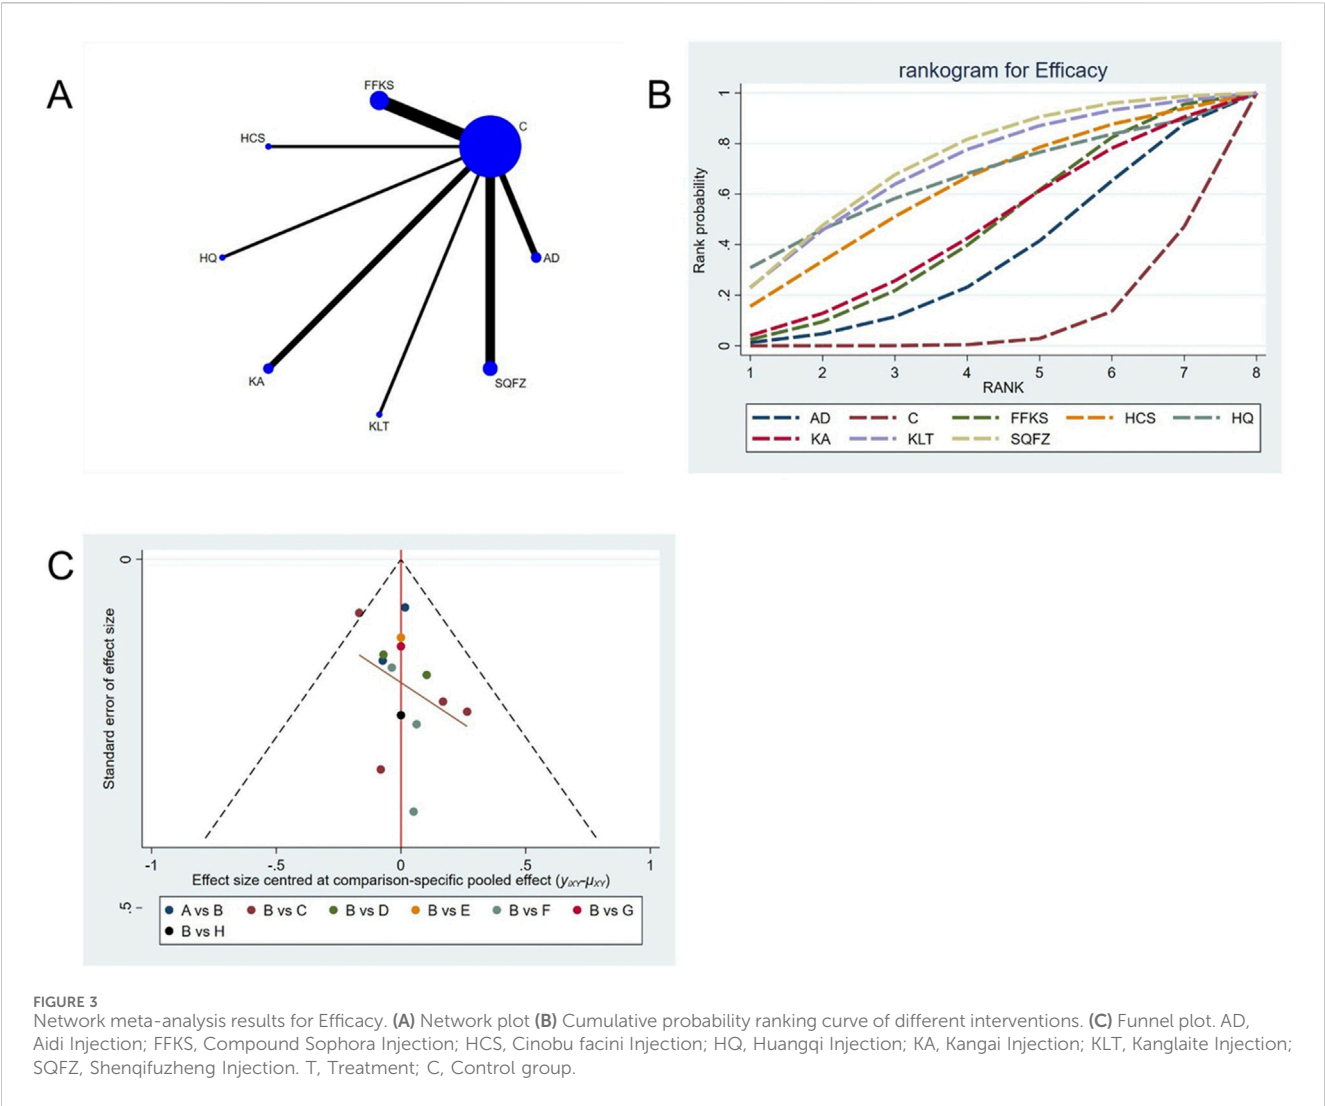 A
FFKS
C
HCS
HQ
AD
KA
SQFZ
KLT
B
rankogram for Efficacy
Rank probability
1
.8
.6
.4
.2
0
1 2 3 4 5 6 7 8
RANK
AD C FFKS HCS HQ
KA KLT SQFZ
C
Standard error of effect size
0
.5
-1 -.5 0 .5 1
Effect size centred at comparison-specific pooled effect (yiXY-μXY)
A vs B B vs C B vs D B vs E B vs F B vs G
B vs H
FIGURE 3
Network meta-analysis results for Efficacy. (A) Network plot (B) Cumulative probability ranking curve of different interventions. (C) Funnel plot. AD,
Aidi Injection; FFKS, Compound Sophora Injection; HCS, Cinobu facini Injection; HQ, Huangqi Injection; KA, Kangai Injection; KLT, Kanglaite Injection;
SQFZ, Shenqifuzheng Injection. T, Treatment; C, Control group.